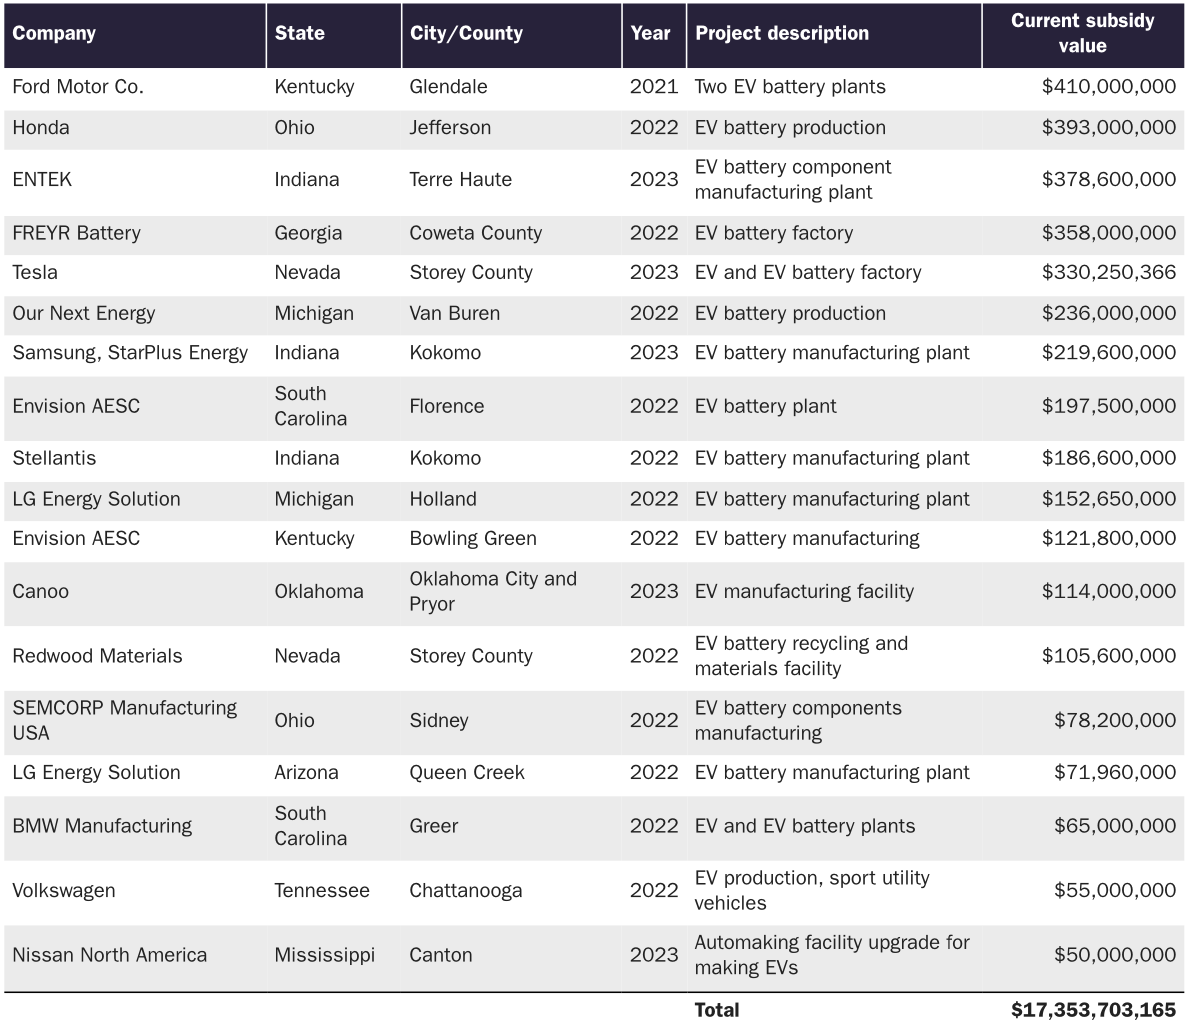 Company State City/County Year Project description Current subsidy
value
Ford Motor Co. Kentucky Glendale 2021 Two EV battery plants $410,000,000
Honda Ohio Jefferson 2022 EV battery production $393,000,000
ENTEK Indiana Terre Haute 2023 EV battery component
manufacturing plant $378,600,000
FREYR Battery Georgia Coweta County 2022 EV battery factory $358,000,000
Tesla Nevada Storey County 2023 EV and EV battery factory $330,250,366
Our Next Energy Michigan Van Buren 2022 EV battery production $236,000,000
Samsung, StarPlus Energy Indiana Kokomo 2023 EV battery manufacturing plant $219,600,000
Envision AESC South
Carolina Florence 2022 EV battery plant $197,500,000
Stellantis Indiana Kokomo 2022 EV battery manufacturing plant $186,600,000
LG Energy Solution Michigan Holland 2022 EV battery manufacturing plant $152,650,000
Envision AESC Kentucky Bowling Green 2022 EV battery manufacturing $121,800,000
Canoo Oklahoma Oklahoma City and
Pryor 2023 EV manufacturing facility $114,000,000
Redwood Materials Nevada Storey County 2022 EV battery recycling and
materials facility $105,600,000
SEMCORP Manufacturing
USA Ohio Sidney 2022 EV battery components
manufacturing $78,200,000
LG Energy Solution Arizona Queen Creek 2022 EV battery manufacturing plant $71,960,000
BMW Manufacturing South
Carolina Greer 2022 EV and EV battery plants $65,000,000
Volkswagen Tennessee Chattanooga 2022 EV production, sport utility
vehicles $55,000,000
Nissan North America Mississippi Canton 2023 Automaking facility upgrade for
making EVs $50,000,000
Total $17,353,703,165